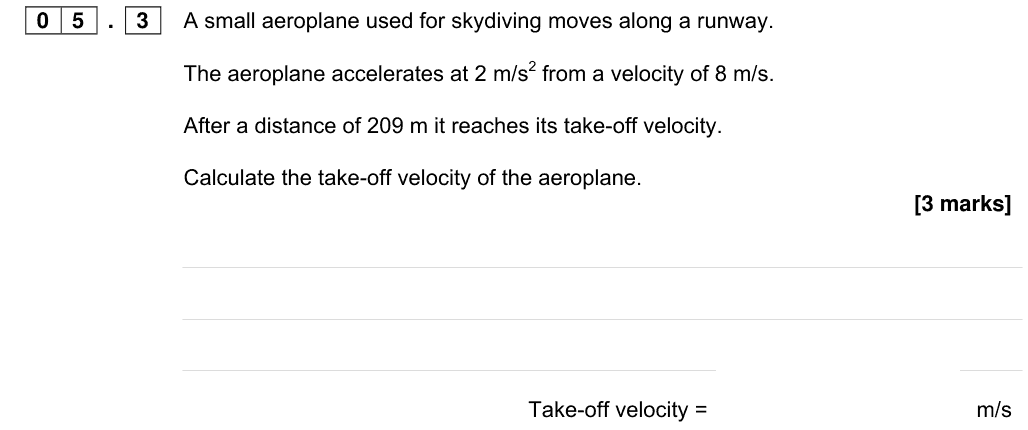 0 5 . 3 A small aeroplane used for skydiving moves along a runway.
The aeroplane accelerates at 2 m/s² from a velocity of 8 m/s.
After a distance of 209 m it reaches its take-off velocity.
Calculate the take-off velocity of the aeroplane.
[3 marks]
Take-off velocity = m/s